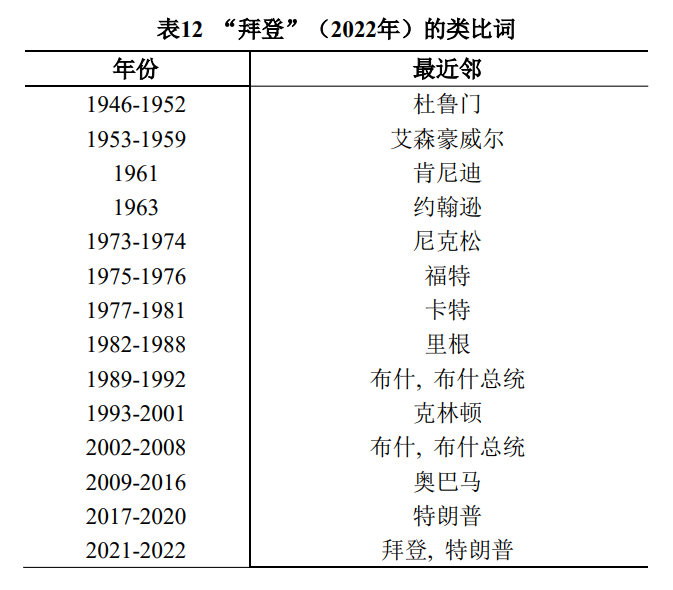 表12 “拜登”（2022年）的类比词
年份 最近邻
1946-1952 杜鲁门
1953-1959 艾森豪威尔
1961 肯尼迪
1963 约翰逊
1973-1974 尼克松
1975-1976 福特
1977-1981 卡特
1982-1988 里根
1989-1992 布什, 布什总统
1993-2001 克林顿
2002-2008 布什, 布什总统
2009-2016 奥巴马
2017-2020 特朗普
2021-2022 拜登, 特朗普